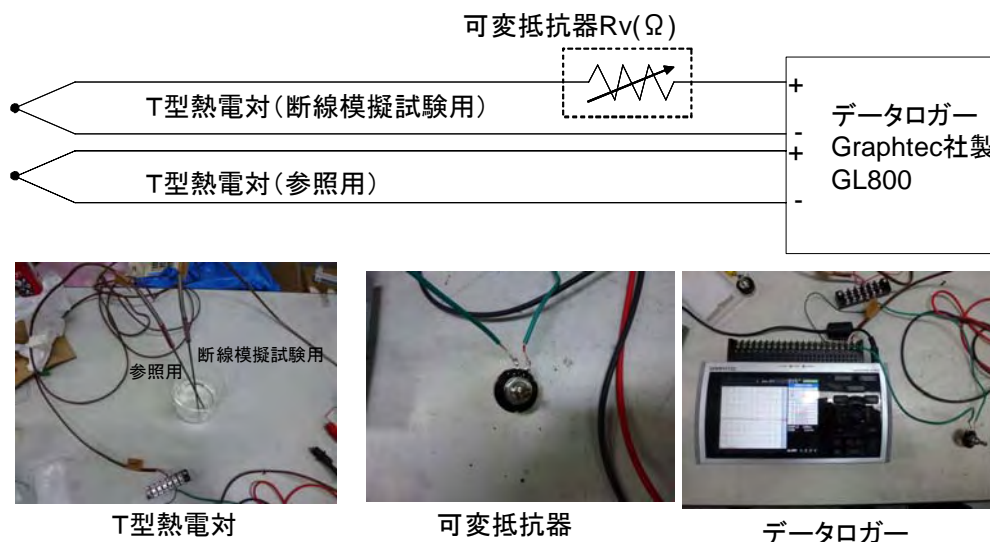 可変抵抗器Rv(Ω)
+
T型熱電対(断線模擬試験用)
-
+
T型熱電対(参照用)
-
データロガー
Graphtec社製
GL800
断線模擬試験用
参照用
T型熱電対
可変抵抗器
データロガー